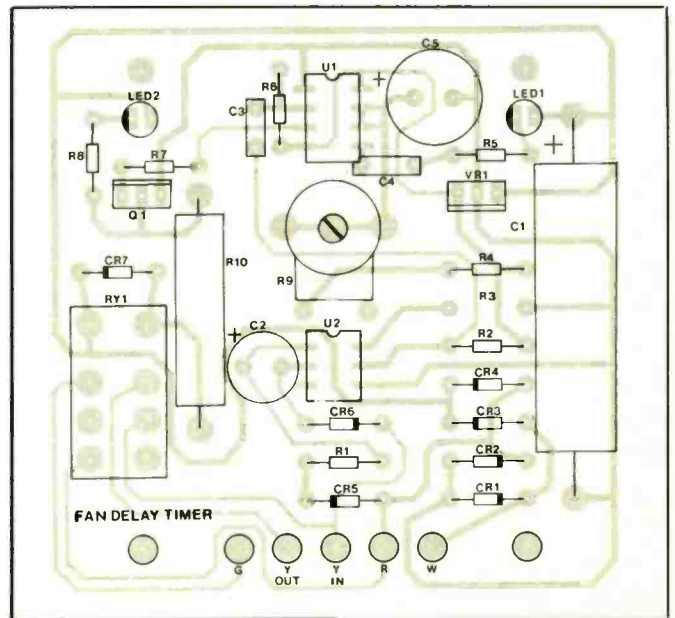 C5
U1
+
R6
LED2
LED1
C3
+
R8
R7
R5
C4
VR1
Q1
C1
R10
CR7
R4
R9
RY1
R3
+
C2
U2
R2
CR4
CR6
CR3
R1
CR2
CR5
CR1
FAN DELAY TIMER
G
Y
OUT
Y
IN
R
W